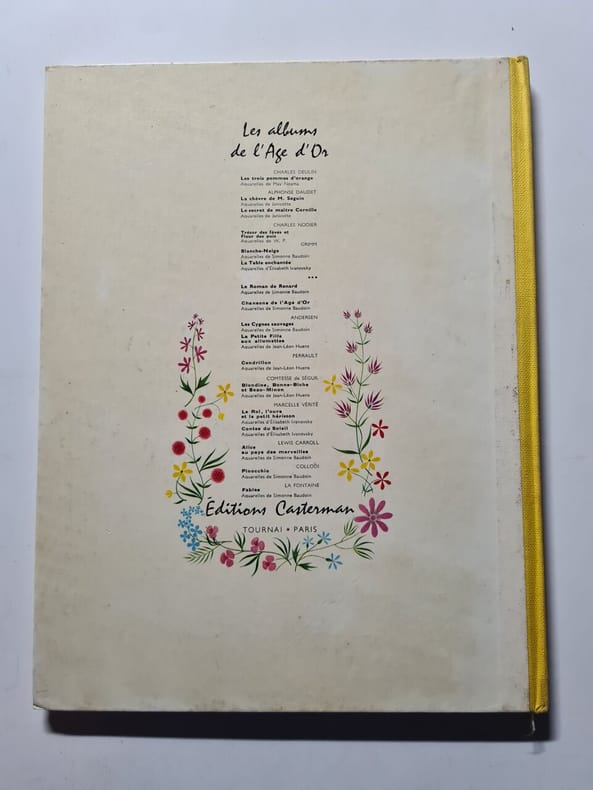 Les albums
de l'Age d'Or
CHARLES DEULIN
Les trois pommes d'orange
Aquarelles de May Néama
ALPHONSE DAUDET
La chèvre de M. Seguin
Aquarelles de Janicotte
Le secret de maître Cornille
Aquarelles de Janicotte
CHARLES NODIER
Trésor des fèves et
Fleur des pois
Aquarelles de W. P.
GRIMM
Blanche-Neige
Aquarelles de Simonne Baudoin
La Table enchantée
Aquarelles d'Elisabeth Ivanovsky
***
Le Roman de Renard
Aquarelles de Simonne Baudoin
Chansons de l'Age d'Or
Aquarelles de Simonne Baudoin
ANDERSEN
Les Cygnes sauvages
Aquarelles de Simonne Baudoin
La Petite Fille
aux allumettes
Aquarelles de Jean-Léon Huens
PERRAULT
Cendrillon
Aquarelles de Jean-Léon Huens
COMTESSE de SÉGUR
Blondine, Bonne-Biche
et Beau-Minon
Aquarelles de Jean-Léon Huens
MARCELLE VÉRITÉ
Le Roi, l'ours
et le petit hérisson
Aquarelles d'Elisabeth Ivanovsky
Contes du Soleil
Aquarelles d'Elisabeth Ivanovsky
LEWIS CARROLL
Alice
au pays des merveilles
Aquarelles de Simonne Baudoin
COLLODI
Pinocchio
Aquarelles de Simonne Baudoin
LA FONTAINE
Fables
Aquarelles de Simonne Baudoin
Éditions Casterman
TOURNAI • PARIS